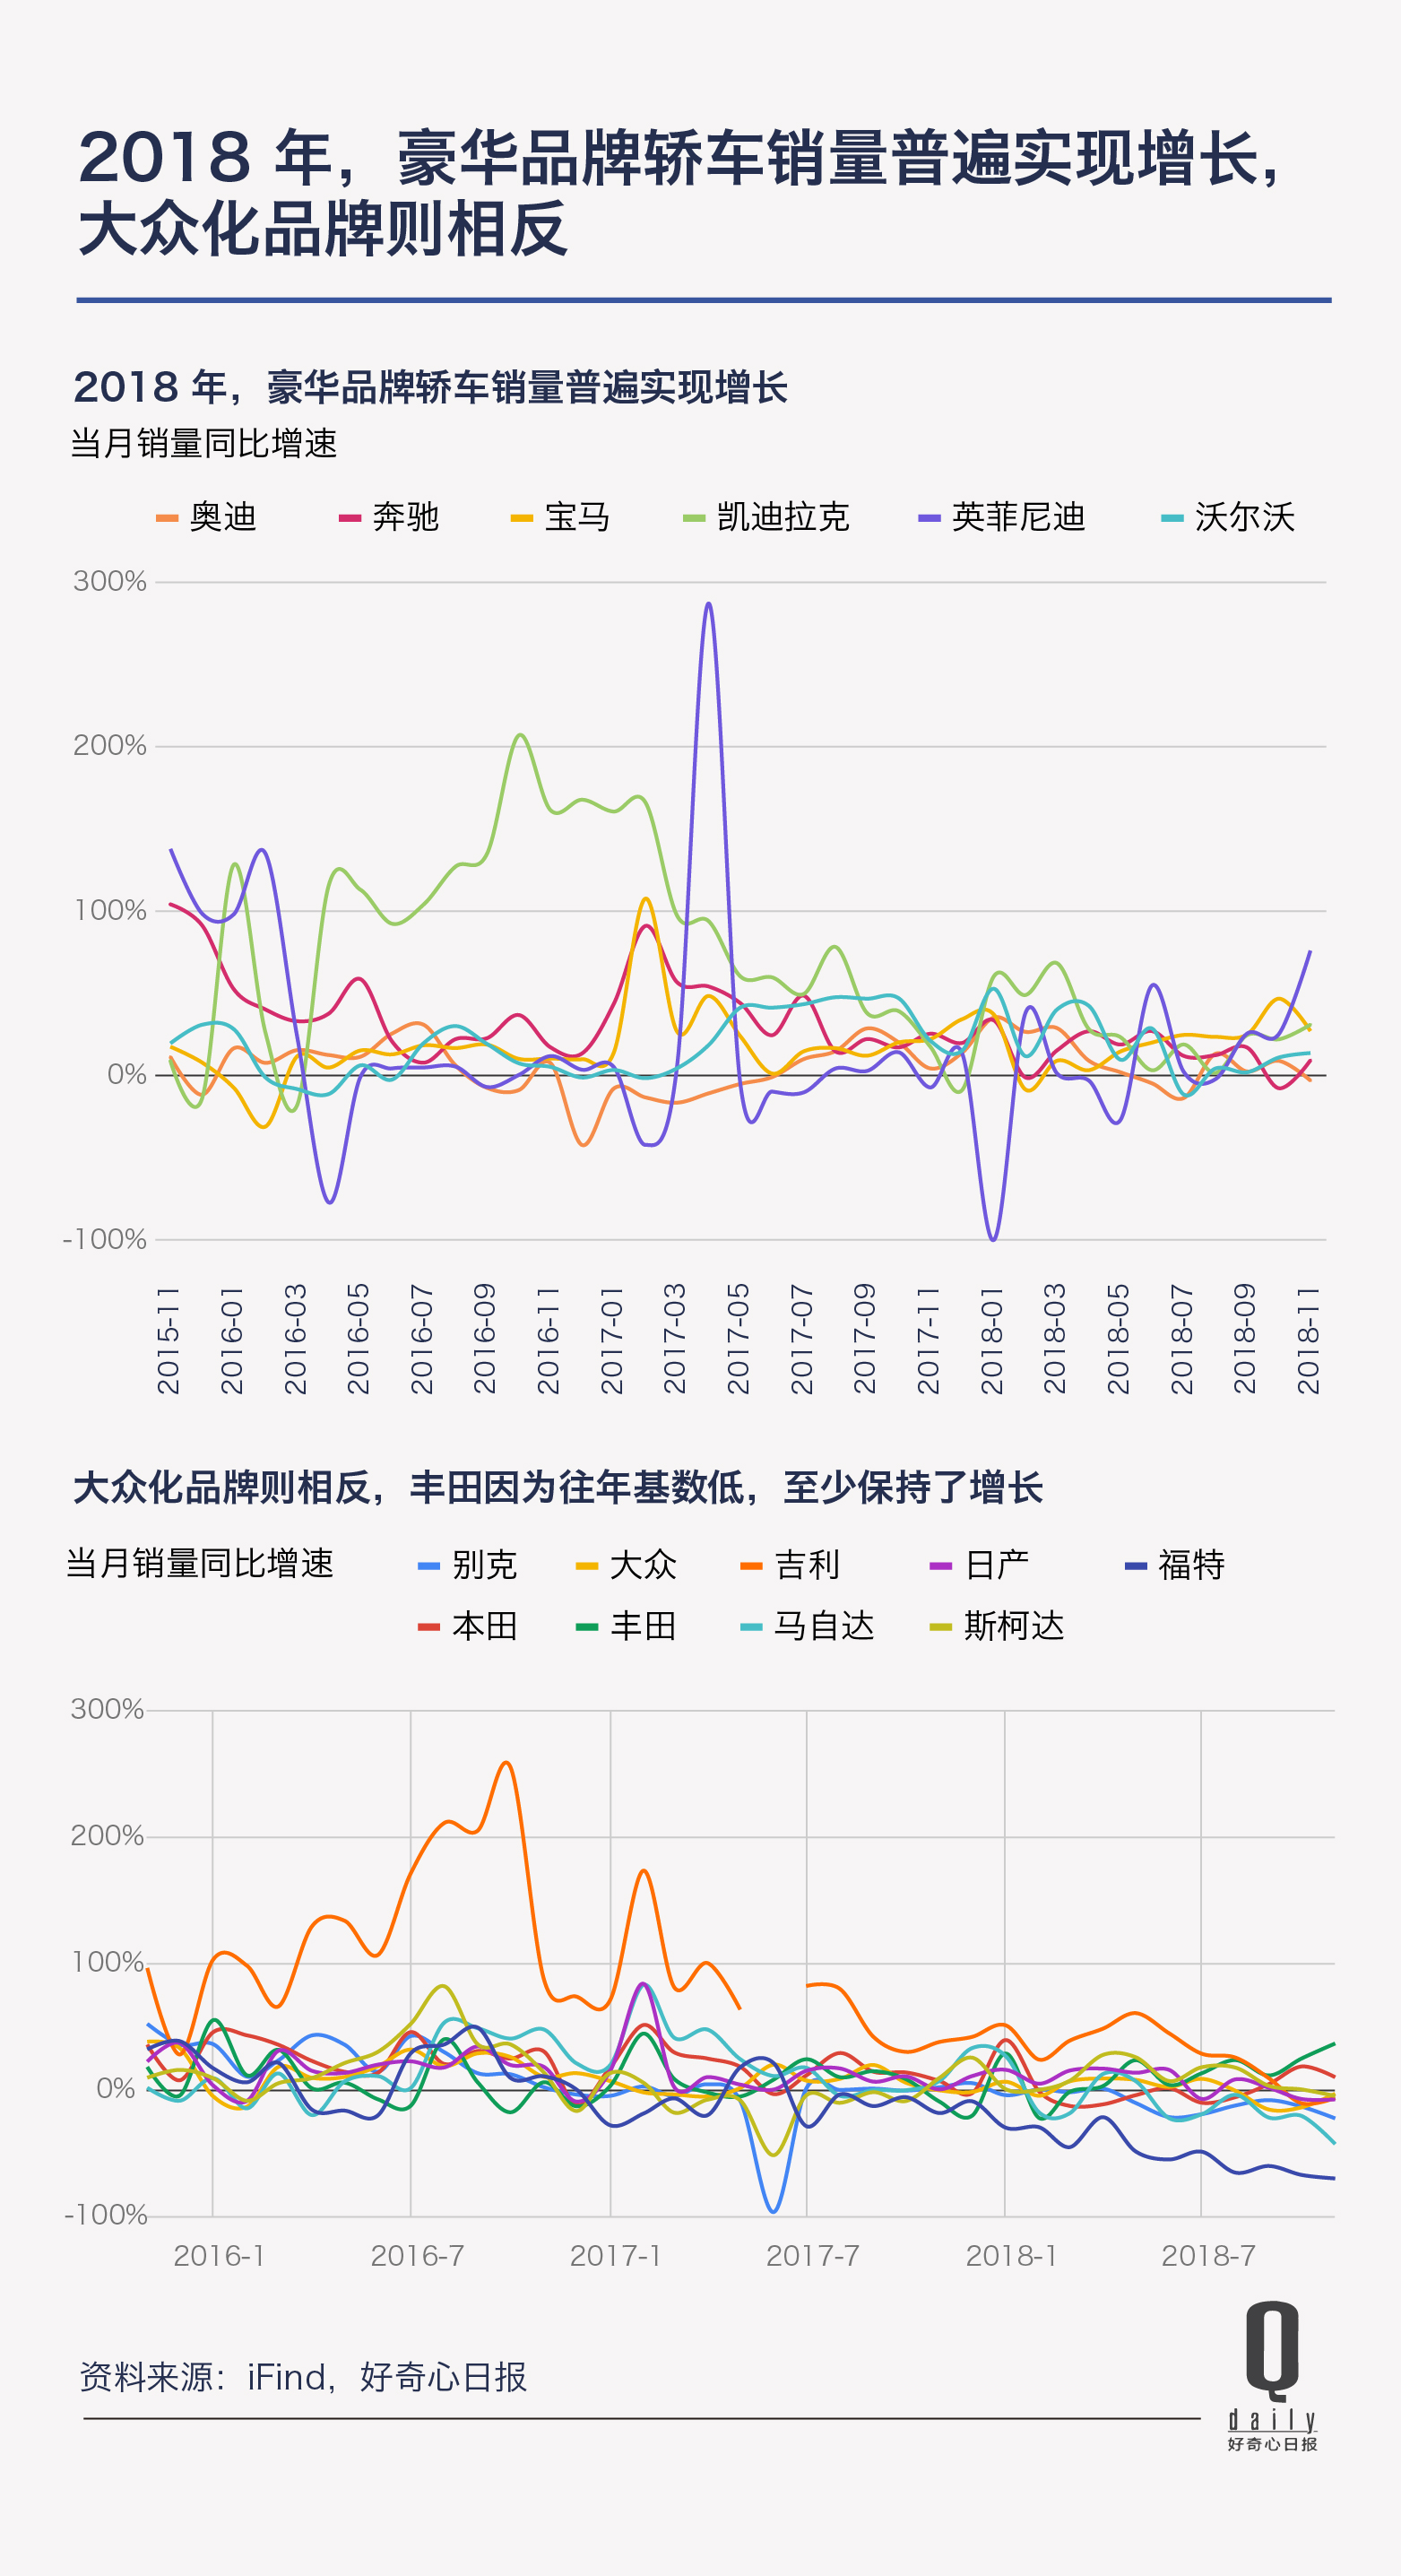 2018 年，豪华品牌轿车销量普遍实现增长，
大众化品牌则相反
2018 年，豪华品牌轿车销量普遍实现增长
当月销量同比增速
奥迪 奔驰 宝马 凯迪拉克 英菲尼迪 沃尔沃
300%
200%
100%
0%
-100%
2015-11 2016-01 2016-03 2016-05 2016-07 2016-09 2016-11 2017-01 2017-03 2017-05 2017-07 2017-09 2017-11 2018-01 2018-03 2018-05 2018-07 2018-09 2018-11
大众化品牌则相反，丰田因为往年基数低，至少保持了增长
当月销量同比增速 别克 大众 吉利 日产 福特
本田 丰田 马自达 斯柯达
300%
200%
100%
0%
-100%
2016-1 2016-7 2017-1 2017-7 2018-1 2018-7
资料来源：iFind，好奇心日报
Q
daily
好奇心日报